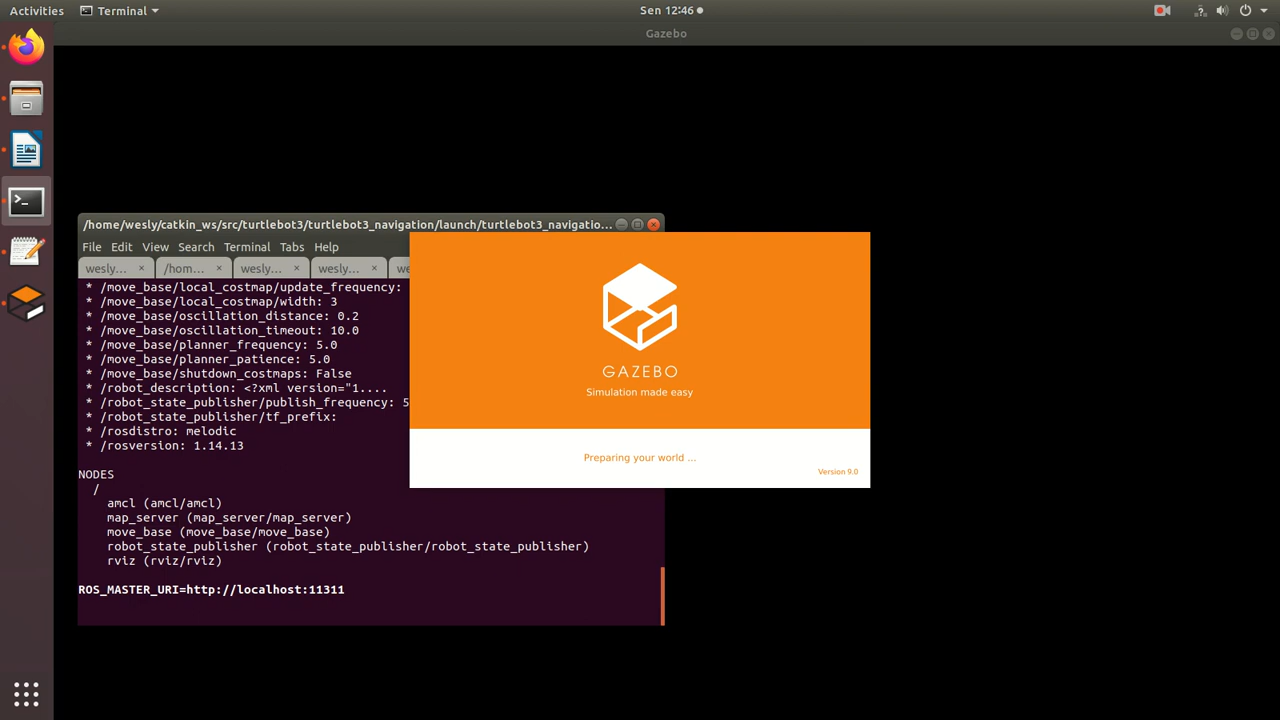 Activities
Terminal
Sen 12:46
Gazebo
/home/wesly/catkin_ws/src/turtlebot3/turtlebot3_navigation/launch/turtlebot3_navigatio...
File Edit View Search Terminal Tabs Help
wesly... × /hom... × wesly... × wesly... × we
* /move_base/local_costmap/update_frequency:
* /move_base/local_costmap/width: 3
* /move_base/oscillation_distance: 0.2
* /move_base/oscillation_timeout: 10.0
* /move_base/planner_frequency: 5.0
* /move_base/planner_patience: 5.0
* /move_base/shutdown_costmaps: False
* /robot_description: <?xml version="1....
* /robot_state_publisher/publish_frequency: 5
* /robot_state_publisher/tf_prefix:
* /rosdistro: melodic
* /rosversion: 1.14.13
NODES
/
amcl (amcl/amcl)
map_server (map_server/map_server)
move_base (move_base/move_base)
robot_state_publisher (robot_state_publisher/robot_state_publisher)
rviz (rviz/rviz)
ROS_MASTER_URI=http://localhost:11311
GAZEBO
Simulation made easy
Preparing your world ...
Version 9.0